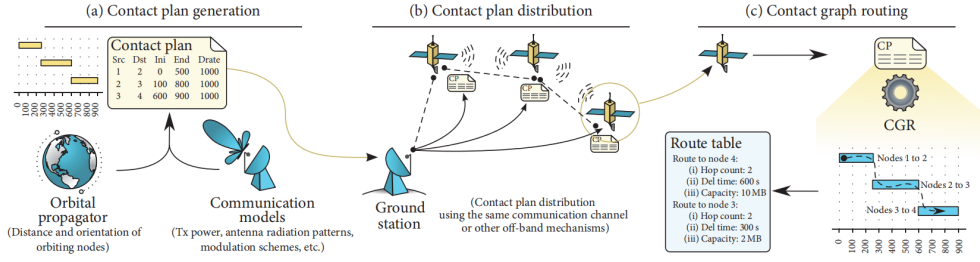 (a) Contact plan generation
Contact plan
Src Dst Ini End Drate
1 2 0 500 1000
2 3 100 800 1000
3 4 600 900 1000
0
100
200
300
400
500
600
700
800
900
Orbital
propagator
(Distance and orientation of
orbiting nodes)
Communication
models
(Tx power, antenna radiation patterns,
modulation schemes, etc.)
(b) Contact plan distribution
CP
CP
CP
Ground
station
(Contact plan distribution
using the same communication channel
or other off-band mechanisms)
(c) Contact graph routing
CP
CGR
Route table
Route to node 4:
(i) Hop count: 2
(ii) Del time: 600 s
(iii) Capacity: 10 MB
Route to node 3:
(i) Hop count: 2
(ii) Del time: 300 s
(iii) Capacity: 2 MB
Nodes 1 to 2
Nodes 2 to 3
Nodes 3 to 4
0
100
200
300
400
500
600
700
800
900